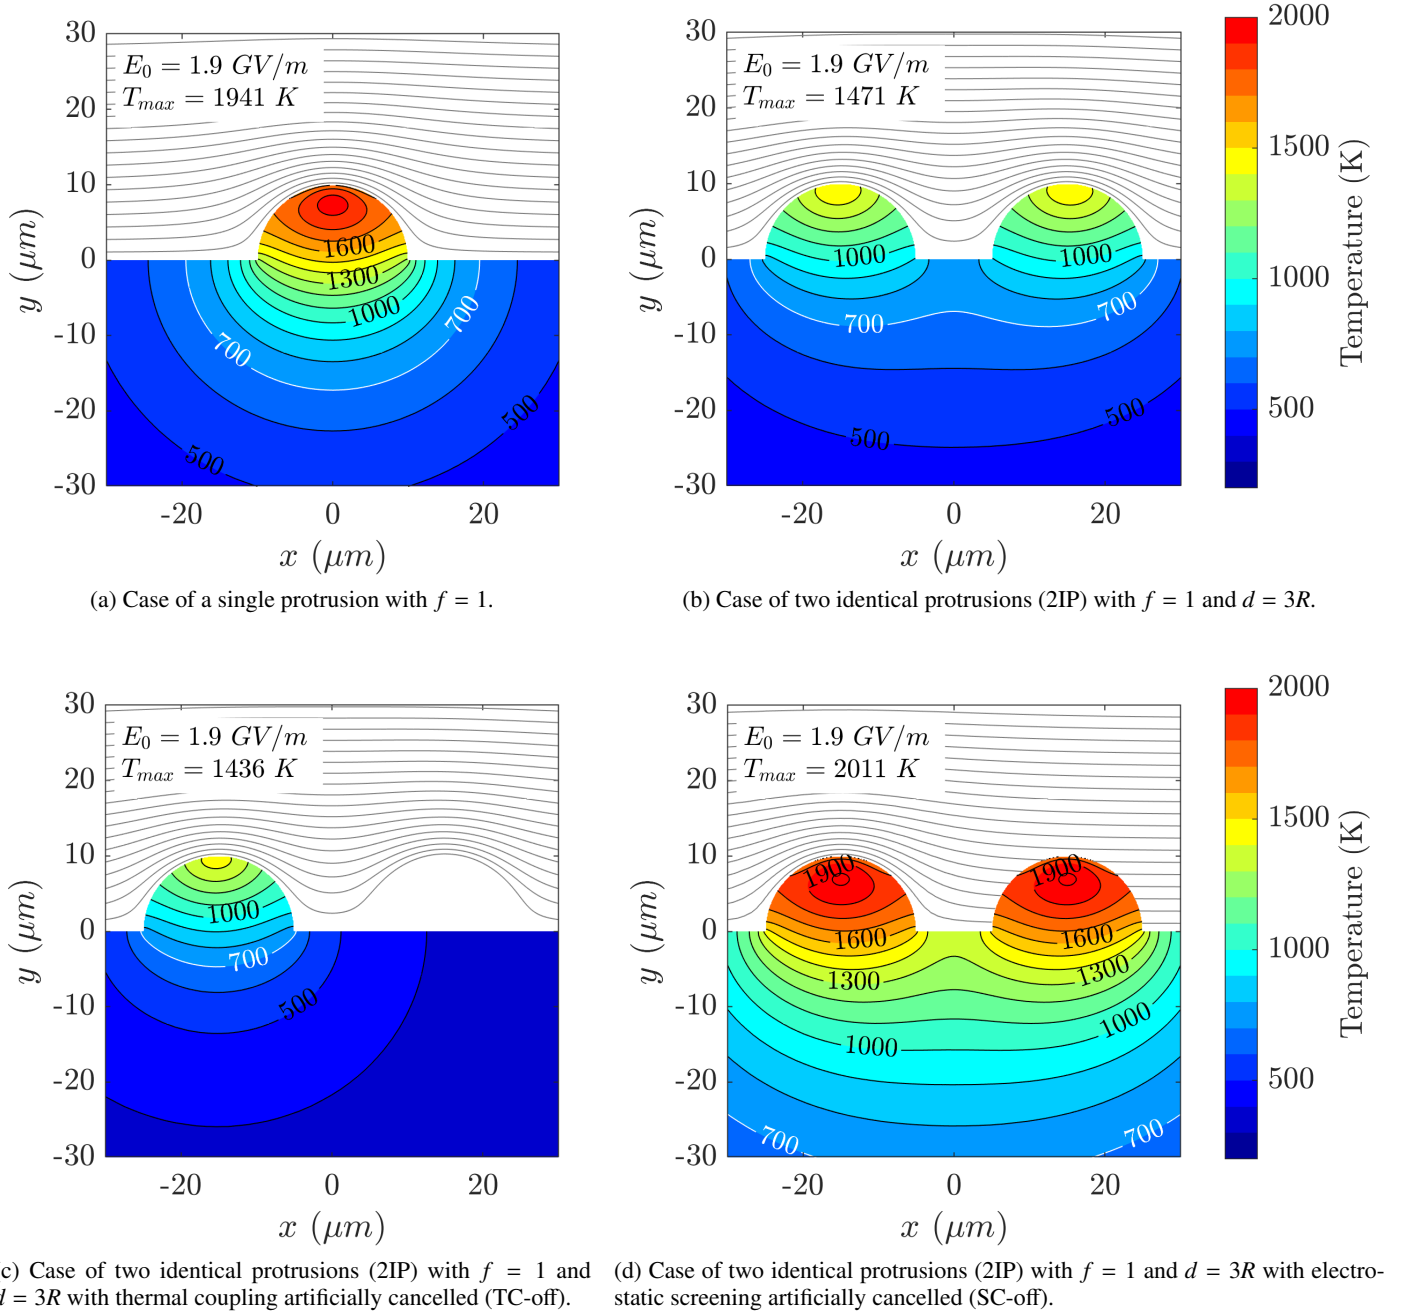 30
20
10
0
-10
-20
-30
y (μm)
E₀ = 1.9 GV/m
Tₘₐₓ = 1941 K
1600
1300
1000
700
700
500
500
-20 0 20
x (μm)
(a) Case of a single protrusion with f = 1.
30
20
10
0
-10
-20
-30
y (μm)
E₀ = 1.9 GV/m
Tₘₐₓ = 1471 K
1000
1000
700
700
500
500
-20 0 20
x (μm)
2000
1500
1000
500
Temperature (K)
(b) Case of two identical protrusions (2IP) with f = 1 and d = 3R.
30
20
10
0
-10
-20
-30
y (μm)
E₀ = 1.9 GV/m
Tₘₐₓ = 1436 K
1000
700
500
-20 0 20
x (μm)
c) Case of two identical protrusions (2IP) with f = 1 and
d = 3R with thermal coupling artificially cancelled (TC-off).
30
20
10
0
-10
-20
-30
y (μm)
E₀ = 1.9 GV/m
Tₘₐₓ = 2011 K
1900
1900
1600
1600
1300
1300
1000
1000
700
700
-20 0 20
x (μm)
2000
1500
1000
500
Temperature (K)
(d) Case of two identical protrusions (2IP) with f = 1 and d = 3R with electro-
static screening artificially cancelled (SC-off).